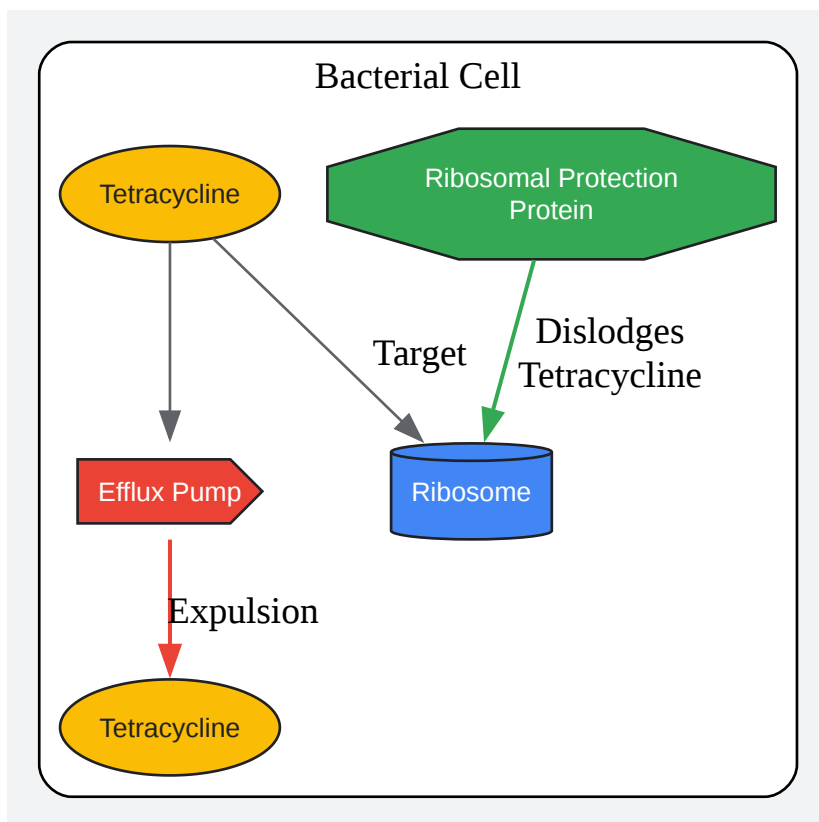 Bacterial Cell
Tetracycline
Ribosomal Protection
Protein
Target
Dislodges
Tetracycline
Efflux Pump
Ribosome
Expulsion
Tetracycline